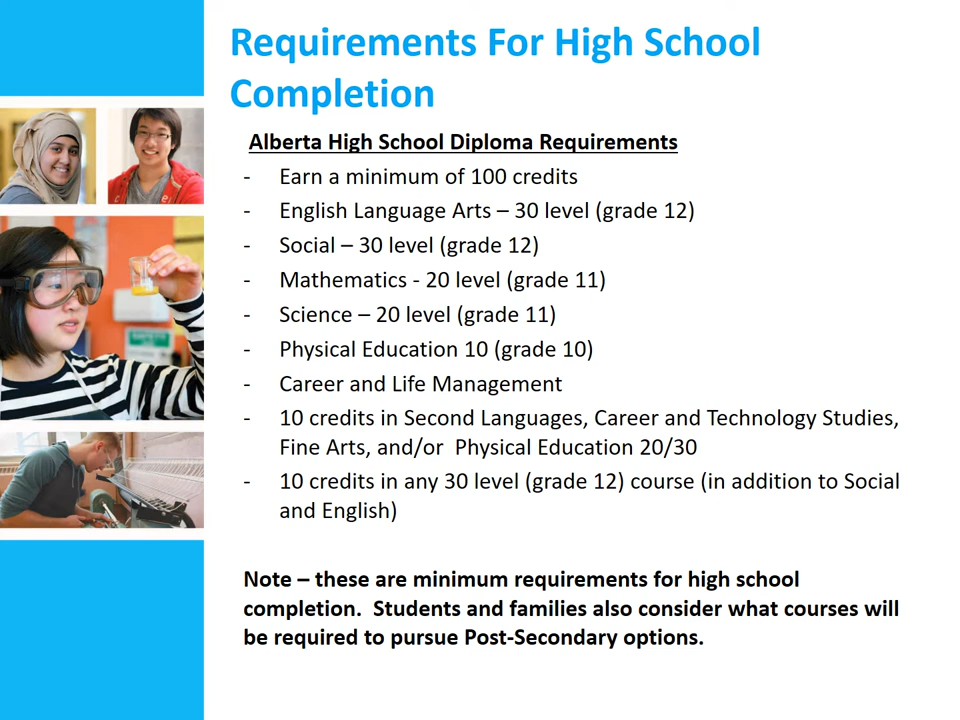 Requirements For High School
Completion
Alberta High School Diploma Requirements
- Earn a minimum of 100 credits
- English Language Arts – 30 level (grade 12)
- Social – 30 level (grade 12)
- Mathematics - 20 level (grade 11)
- Science – 20 level (grade 11)
- Physical Education 10 (grade 10)
- Career and Life Management
- 10 credits in Second Languages, Career and Technology Studies,
Fine Arts, and/or  Physical Education 20/30
- 10 credits in any 30 level (grade 12) course (in addition to Social
and English)
Note – these are minimum requirements for high school
completion.  Students and families also consider what courses will
be required to pursue Post-Secondary options.